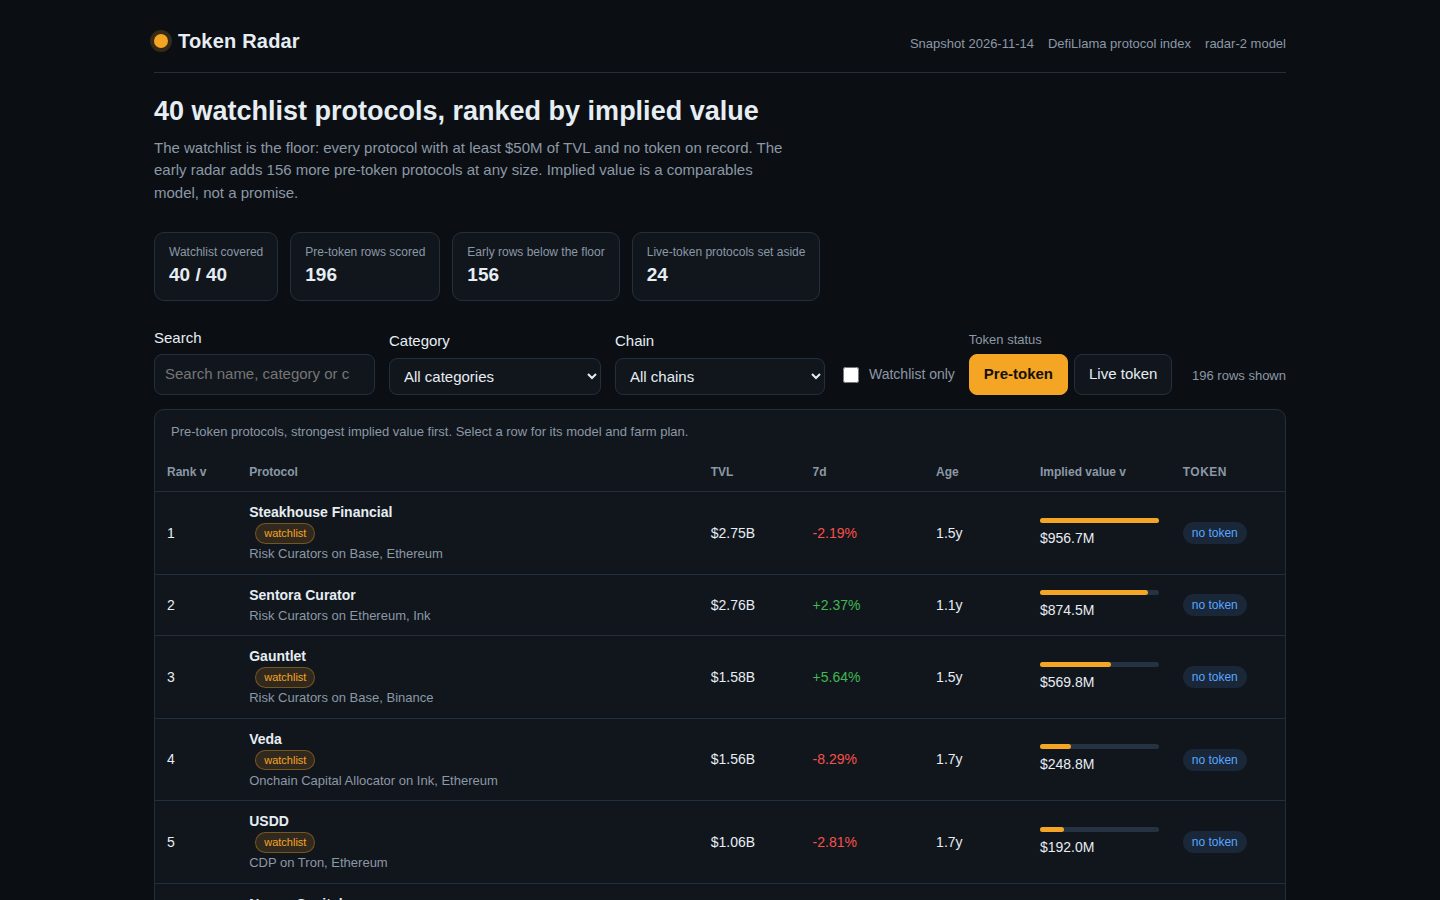 Token Radar
Snapshot 2026-11-14 DefiLlama protocol index radar-2 model
40 watchlist protocols, ranked by implied value
The watchlist is the floor: every protocol with at least $50M of TVL and no token on record. The
early radar adds 156 more pre-token protocols at any size. Implied value is a comparables
model, not a promise.
Watchlist covered
40 / 40
Pre-token rows scored
196
Early rows below the floor
156
Live-token protocols set aside
24
Search
Search name, category or c
Category
All categories
Chain
All chains
Watchlist only
Token status
Pre-token
Live token
196 rows shown
Pre-token protocols, strongest implied value first. Select a row for its model and farm plan.
Rank v Protocol TVL 7d Age Implied value v TOKEN
1
Steakhouse Financial
watchlist
Risk Curators on Base, Ethereum
$2.75B -2.19% 1.5y $956.7M no token
2
Sentora Curator
Risk Curators on Ethereum, Ink
$2.76B +2.37% 1.1y $874.5M no token
3
Gauntlet
watchlist
Risk Curators on Base, Binance
$1.58B +5.64% 1.5y $569.8M no token
4
Veda
watchlist
Onchain Capital Allocator on Ink, Ethereum
$1.56B -8.29% 1.7y $248.8M no token
5
USDD
watchlist
CDP on Tron, Ethereum
$1.06B -2.81% 1.7y $192.0M no token